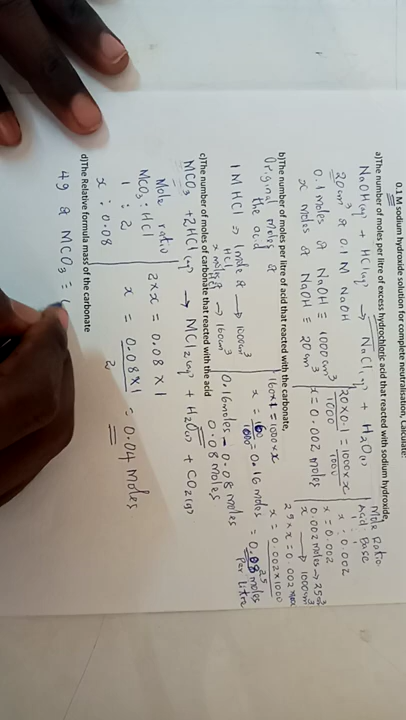 0.1 M sodium hydroxide solution for complete neutralisation, Calculate:
a)The number of moles per litre of excess hydrochloric acid that reacted with sodium hydroxide,
NaOH(aq) + HCl(aq) → NaCl(aq) + H2O(l)
20cm³ of 0.1 M NaOH
0.1 moles of NaOH ≡ 1000cm³
x moles of NaOH ≡ 20cm³
20 x 0.1 = 1000 x x
1000 1000
x = 0.002 moles
Mole Ratio
Acid Base
1 : 1
x : 0.002
x = 0.002
0.002 moles → 25cm³
x → 1000cm³
25 x x = 0.002 x 1000
x = 0.002 x 1000
25
= 0.08 moles
per litre
b)The number of moles per litre of acid that reacted with the carbonate,
Original moles of
the acid
1 M HCl ⇒ 1 mole of → 1000cm³
HCl
x moles → 160cm³
160 x 1 = 1000 x x
x = 160 = 0.16 moles
1000
0.16 moles - 0.08 moles
0.08 moles
c)The number of moles of carbonate that reacted with the acid
MCO3 + 2HCl(aq) → MCl2(aq) + H2O(l) + CO2(g)
Mole ratio
MCO3 : HCl
1 2
x : 0.08
2 x x = 0.08 x 1
x = 0.08 x 1 = 0.04 moles
2
d)The Relative formula mass of the carbonate
4g of MCO3 ≡